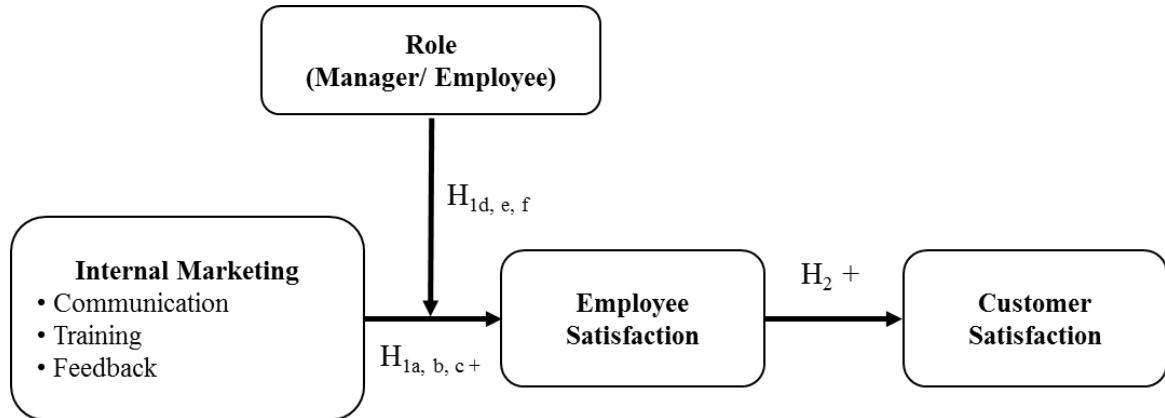 Role
(Manager/ Employee)
H1d, e, f
Internal Marketing
• Communication
• Training
• Feedback
H1a, b, c +
Employee
Satisfaction
H2 +
Customer
Satisfaction